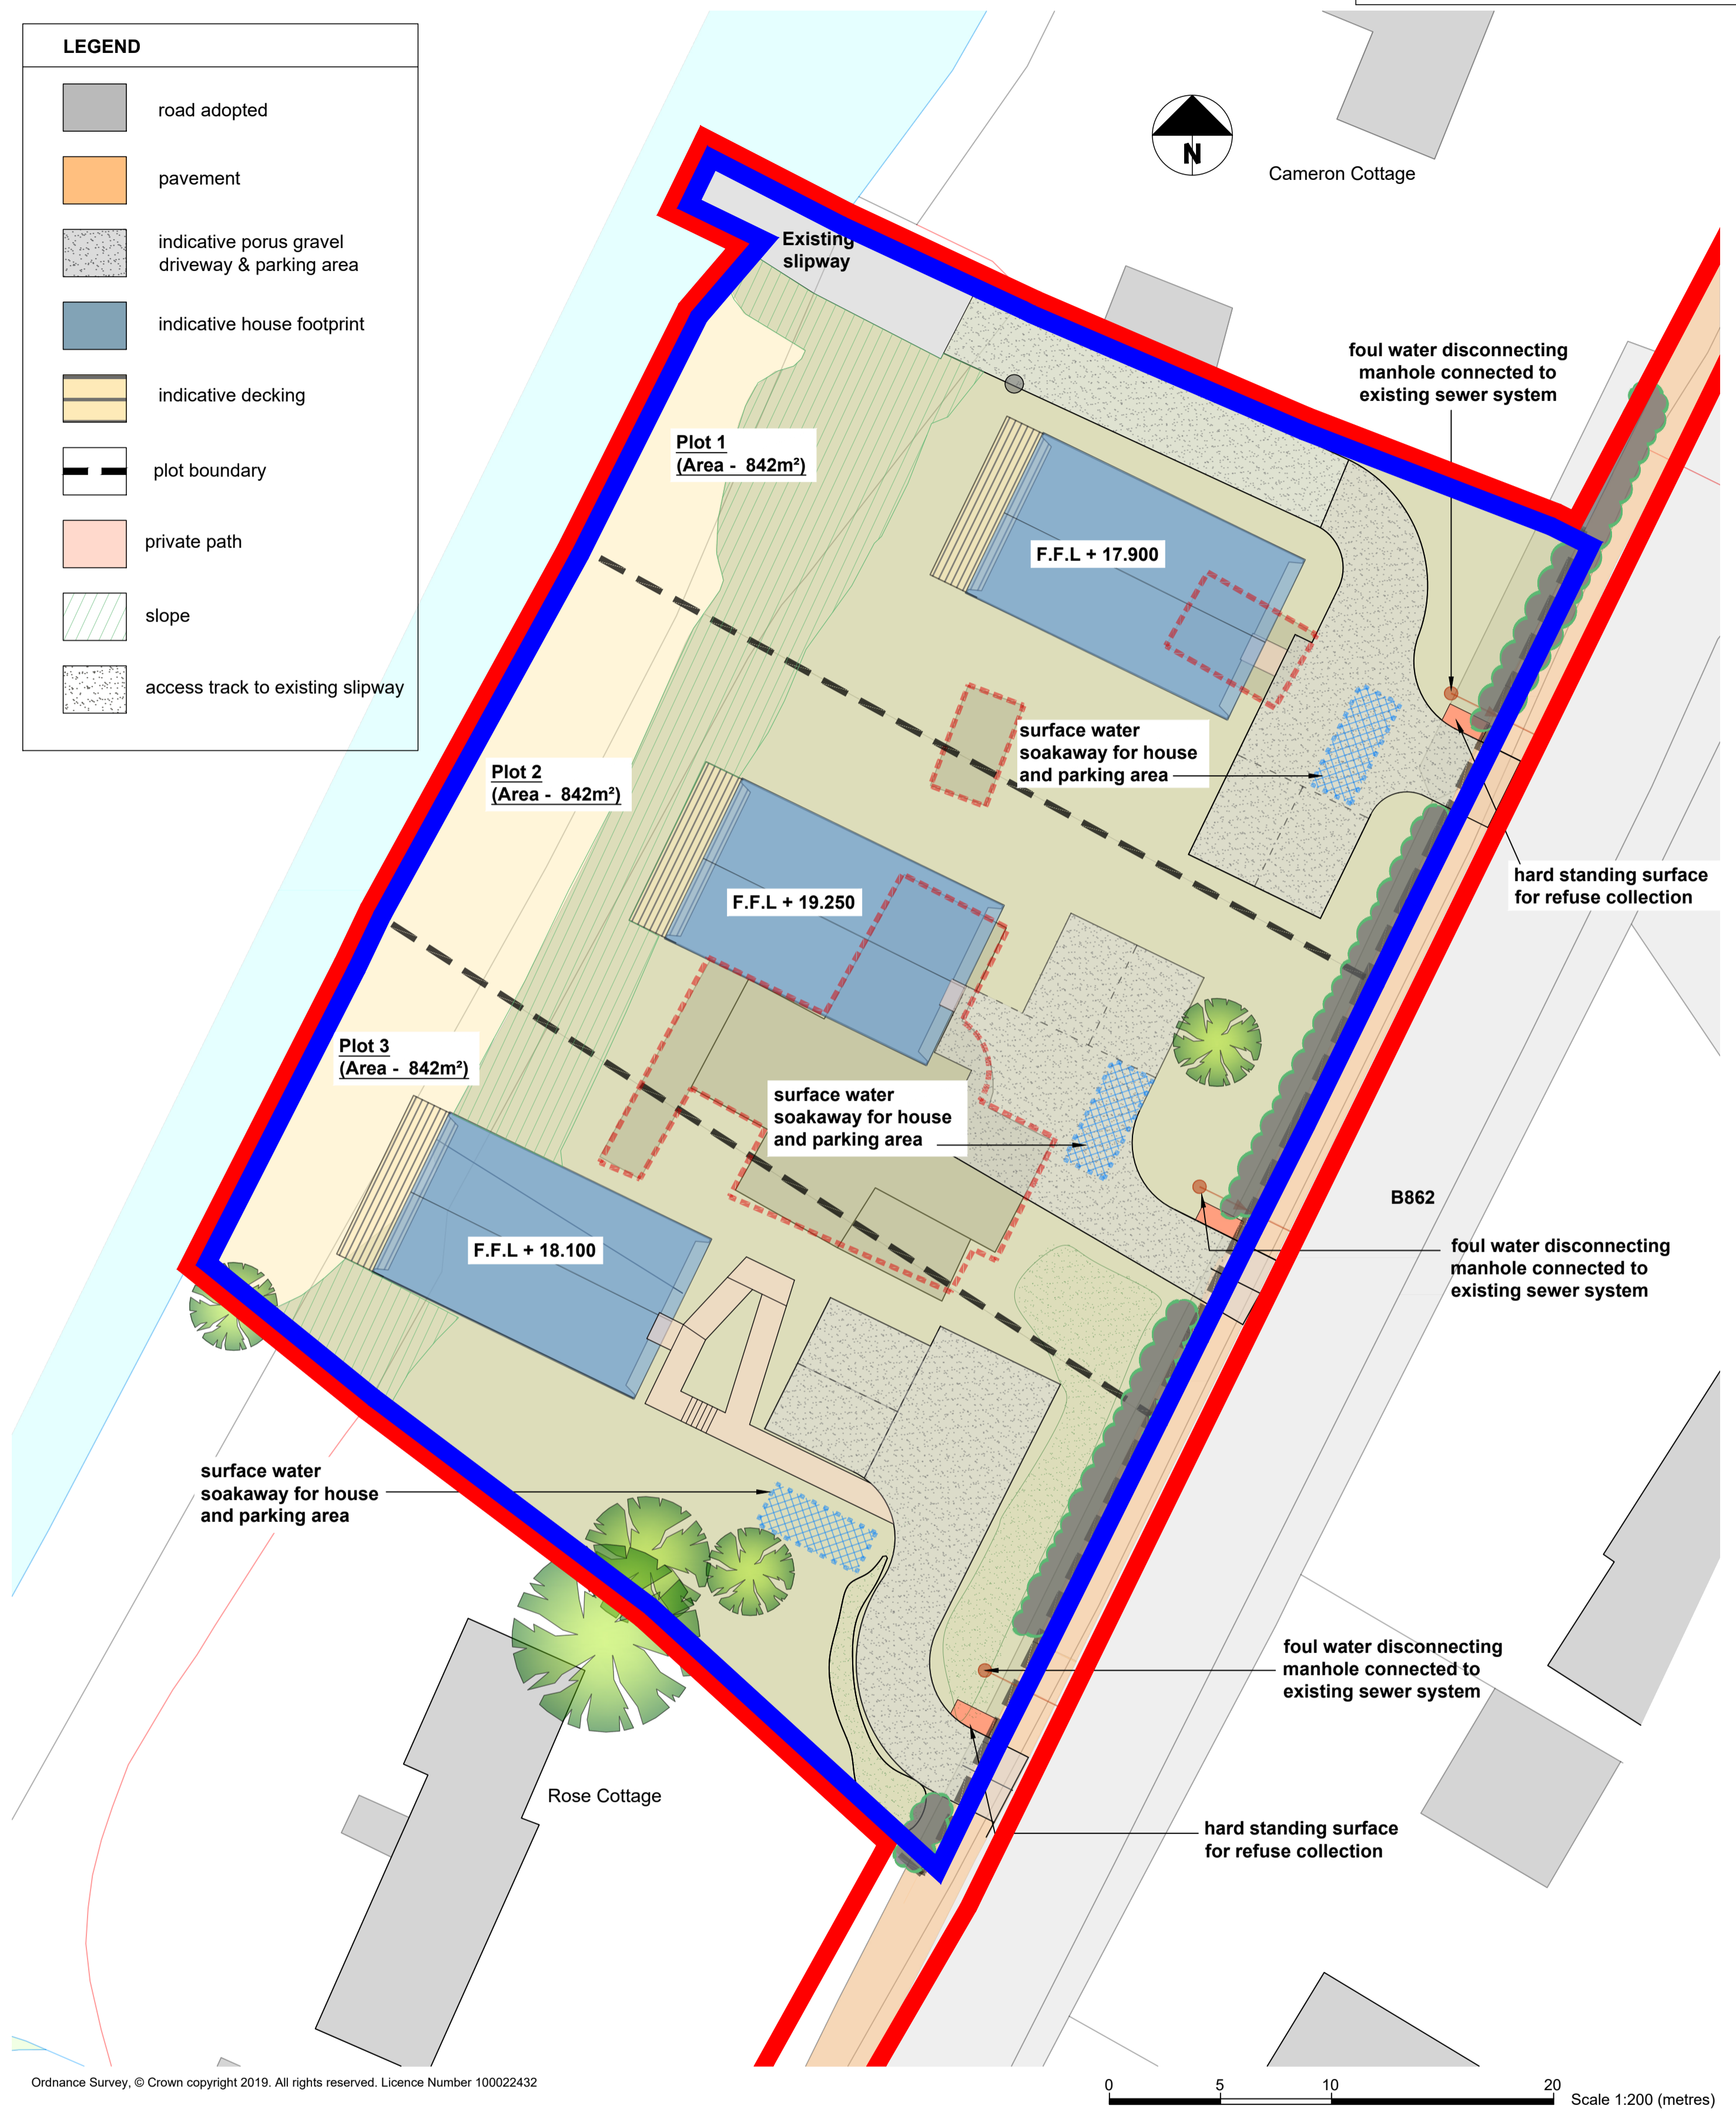 LEGEND
road adopted
pavement
indicative porus gravel
driveway & parking area
indicative house footprint
indicative decking
plot boundary
private path
slope
access track to existing slipway
N
Cameron Cottage
Existing
slipway
foul water disconnecting
manhole connected to
existing sewer system
Plot 1
(Area - 842m²)
F.F.L + 17.900
surface water
soakaway for house
and parking area
Plot 2
(Area - 842m²)
hard standing surface
for refuse collection
F.F.L + 19.250
Plot 3
(Area - 842m²)
surface water
soakaway for house
and parking area
B862
F.F.L + 18.100
foul water disconnecting
manhole connected to
existing sewer system
surface water
soakaway for house
and parking area
foul water disconnecting
manhole connected to
existing sewer system
Rose Cottage
hard standing surface
for refuse collection
Ordnance Survey, © Crown copyright 2019. All rights reserved. Licence Number 100022432
0 5 10 20
Scale 1:200 (metres)